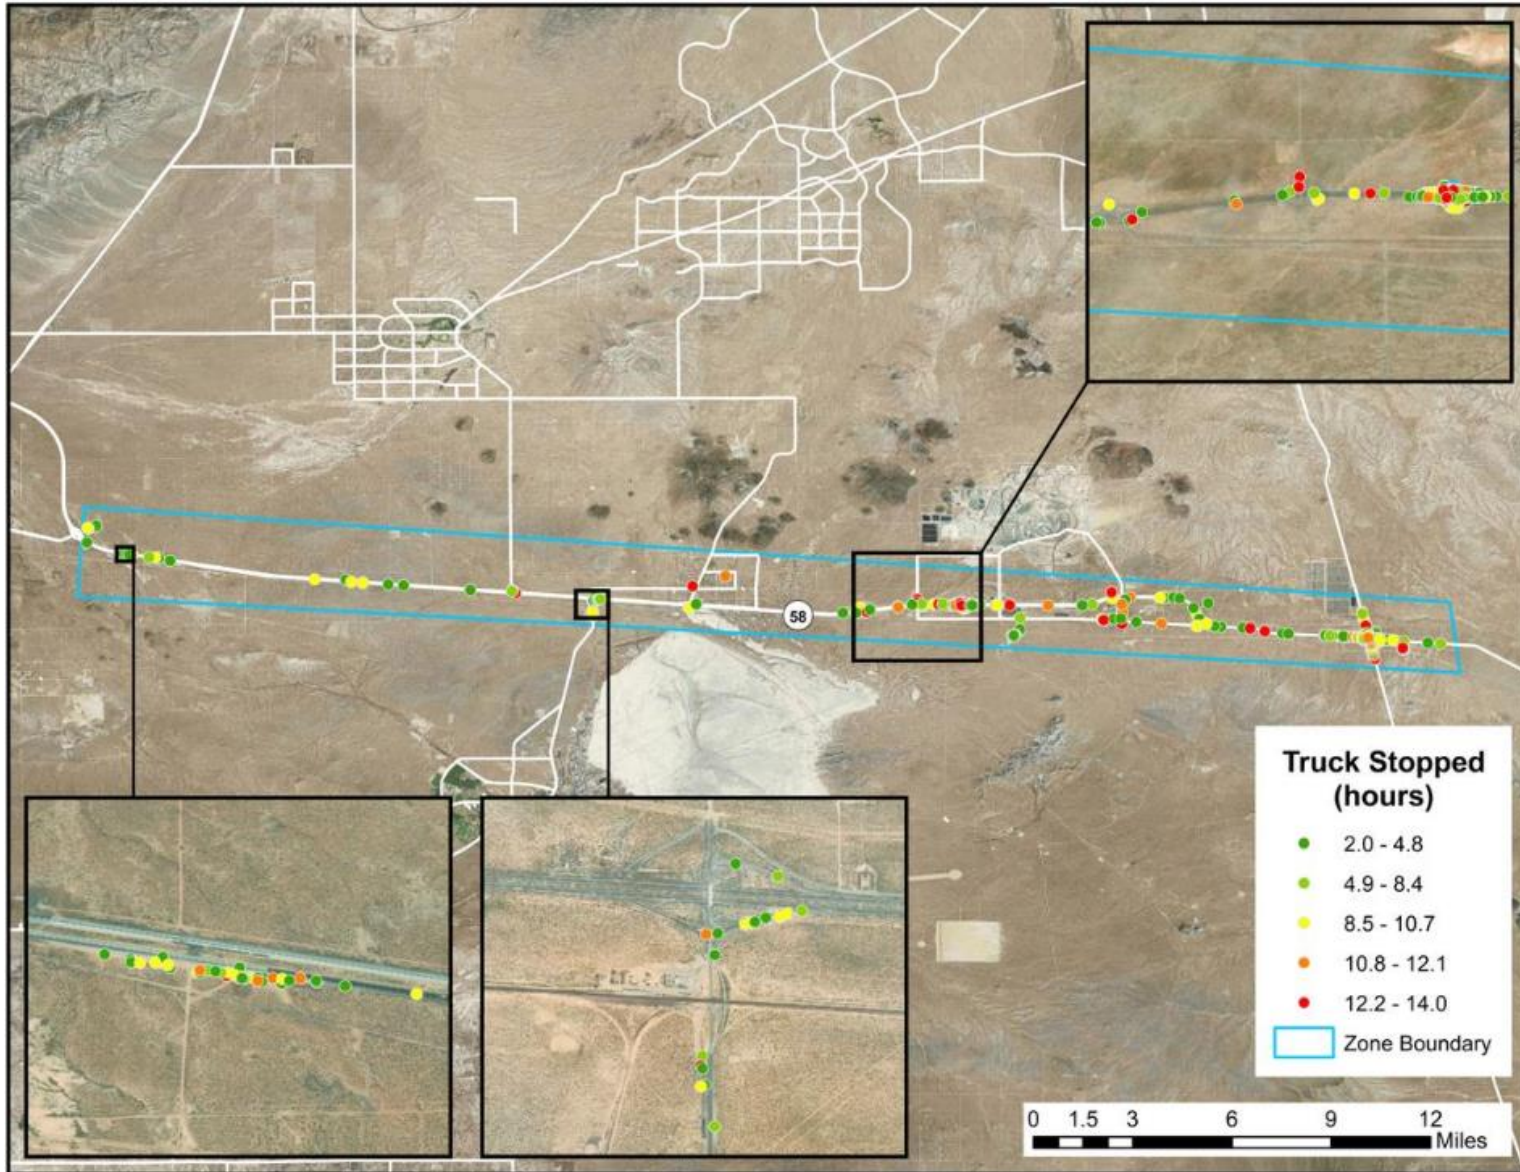 58
Truck Stopped
(hours)
2.0 - 4.8
4.9 - 8.4
8.5 - 10.7
10.8 - 12.1
12.2 - 14.0
Zone Boundary
0 1.5 3 6 9 12
Miles